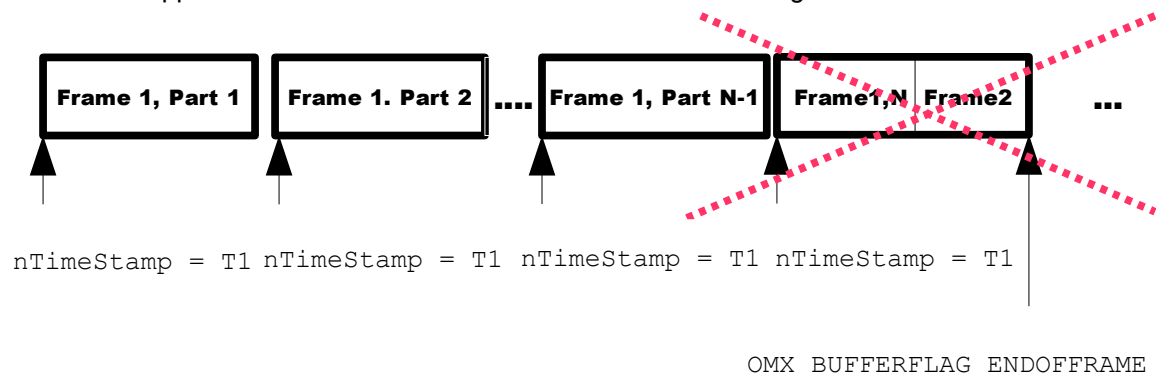 Frame 1, Part 1 Frame 1. Part 2 .... Frame 1, Part N-1 Frame1,N Frame2 ...
nTimeStamp = T1 nTimeStamp = T1 nTimeStamp = T1 nTimeStamp = T1
OMX BUFFERFLAG ENDOFFRAME